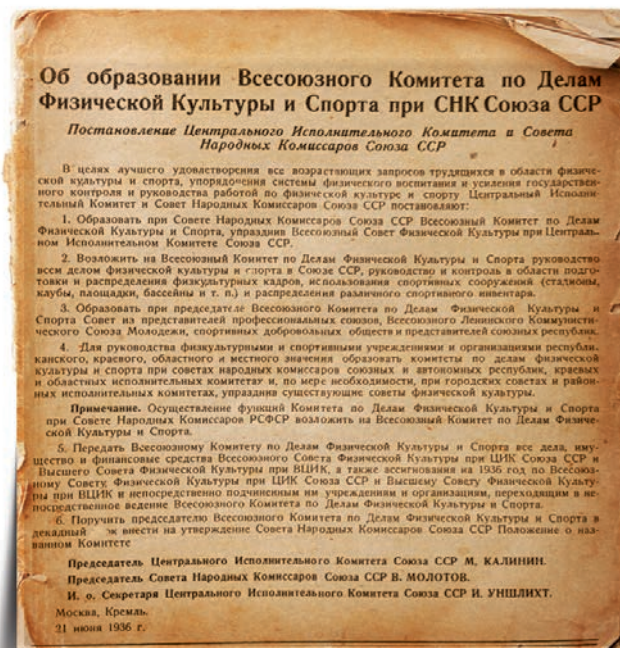 Об образовании Всесоюзного Комитета по Делам
Физической Культуры и Спорта при СНК Союза ССР
Постановление Центрального Исполнительного Комитета и Совета
Народных Комиссаров Союза ССР
В целях лучшего удовлетворения все возрастающих запросов трудящихся в области физиче-
ской культуры и спорта, упорядочения системы физического воспитания и усиления государствен-
ного контроля и руководства работой по физической культуре и спорту Центральный Исполни-
тельный Комитет и Совет Народных Комиссаров Союза ССР постановляют:
1. Образовать при Совете Народных Комиссаров Союза ССР Всесоюзный Комитет по Делам
Физической Культуры и Спорта, упразднив Всесоюзный Совет Физической Культуры при Централь-
ном Исполнительном Комитете Союза ССР.
2. Возложить на Всесоюзный Комитет по Делам Физической Культуры и Спорта руководство
всем делом физической культуры и спорта в Союзе ССР, руководство и контроль в области подго-
товки и распределения физкультурных кадров, использования спортивных сооружений (стадионы,
клубы, площадки, бассейны и т. п.) и распределения различного спортивного инвентаря.
3. Образовать при председателе Всесоюзного Комитета по Делам Физической Культуры и
Спорта Совет из представителей профессиональных союзов, Всесоюзного Ленинского Коммунисти-
ческого Союза Молодежи, спортивных добровольных обществ и представителей союзных республик.
4. Для руководства физкультурными и спортивными учреждениями и организациями республи-
канского, краевого, областного и местного значения образовать комитеты по делам физической
культуры и спорта при советах народных комиссаров союзных и автономных республик, краевых
и областных исполнительных комитетах и, по мере необходимости, при городских советах и район-
ных исполнительных комитетах, упразднив существующие советы физической культуры.
Примечание. Осуществление функций Комитета по Делам Физической Культуры и Спорта
при Совете Народных Комиссаров РСФСР возложить на Всесоюзный Комитет по Делам Физиче-
ской Культуры и Спорта.
5. Передать Всесоюзному Комитету по Делам Физической Культуры и Спорта все дела, иму-
щество и финансовые средства Всесоюзного Совета Физической Культуры при ЦИК Союза ССР и
Высшего Совета Физической Культуры при ВЦИК, а также ассигнования на 1936 год по Всесоюз-
ному Совету Физической Культуры при ЦИК Союза ССР и Высшему Совету Физической Культу-
ры при ВЦИК и непосредственно подчиненным им учреждениям и организациям, переходящим в не-
посредственное ведение Всесоюзного Комитета по Делам Физической Культуры и Спорта.
6. Поручить председателю Всесоюзного Комитета по Делам Физической Культуры и Спорта в
декадный ок внести на утверждение Совета Народных Комиссаров Союза ССР Положение о наз-
ванном Комитете
Председатель Центрального Исполнительного Комитета Союза ССР М. КАЛИНИН.
Председатель Совета Народных Комиссаров Союза ССР В. МОЛОТОВ.
И. о. Секретаря Центрального Исполнительного Комитета Союза ССР И. УНШЛИХТ.
Москва, Кремль.
21 июня 1936 г.